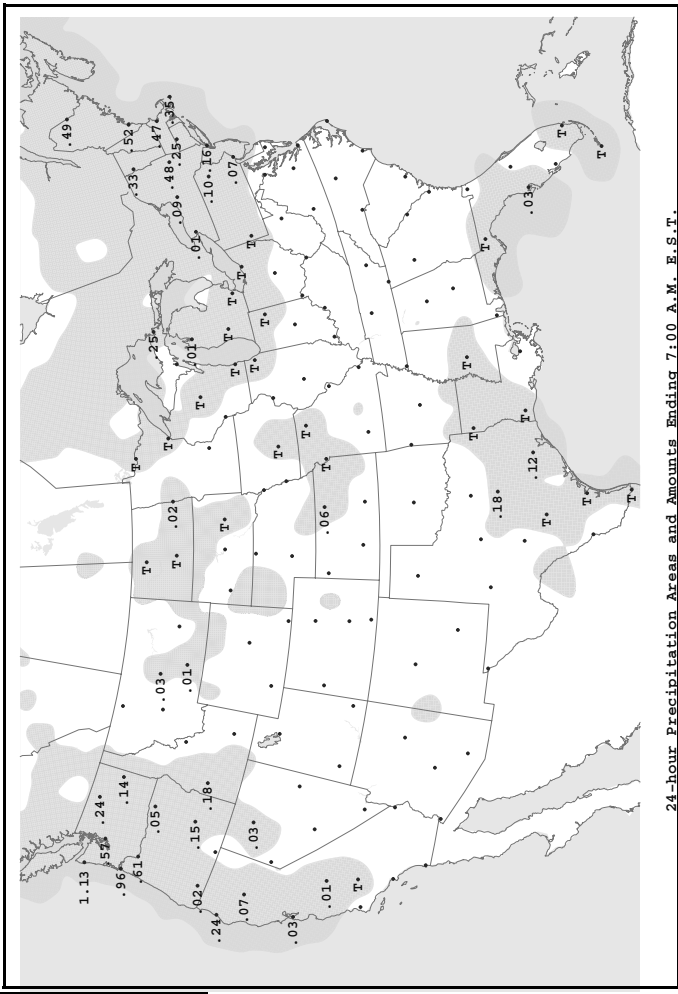 .49
1.13
.24
.57
.96
.14
.52
.33
T
.61
T
.25
.05
.47
.03
T
.48
.35
.02
T
.25
.09
.01
.01
.15
.01
.02
T
.18
.16
.10
.24
T
T
T
.07
T
T
.07
T
.03
T
T
T
.03
T
.06
T
.01
T
T
T
T
.18
T
.03
.12
T
T
T
T
T
24-hour Precipitation Areas and Amounts Ending 7:00 A.M. E.S.T.